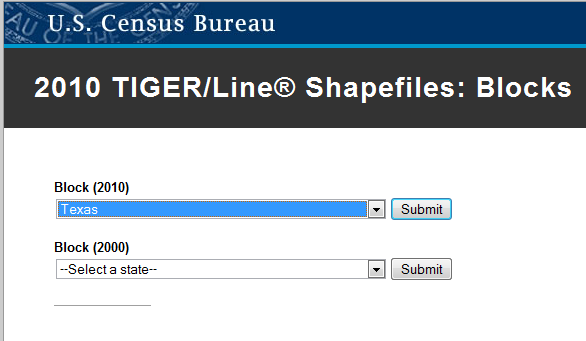 U.S. Census Bureau
2010 TIGER/Line® Shapefiles: Blocks
Block (2010)
Texas Submit
Block (2000)
--Select a state-- Submit